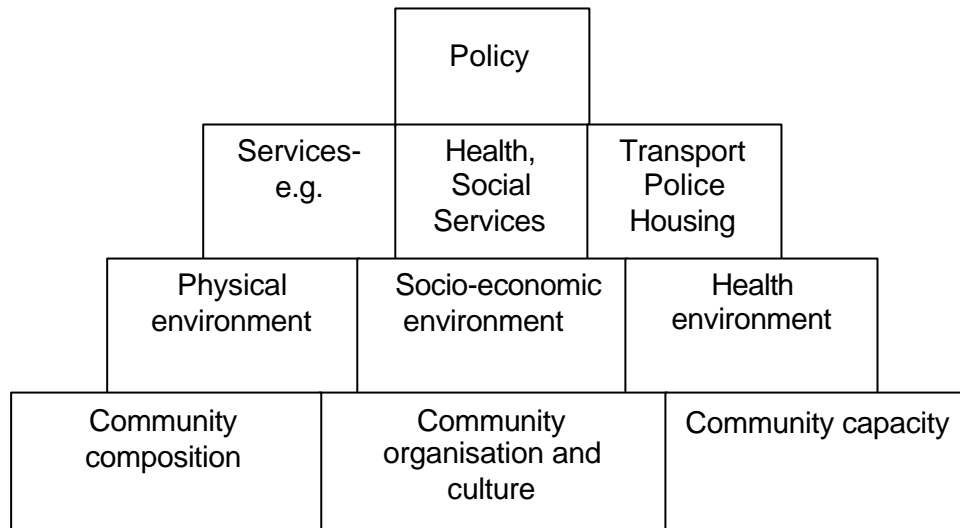 Policy
Services-
e.g.
Health,
Social
Services
Transport
Police
Housing
Physical
environment
Socio-economic
environment
Health
environment
Community
composition
Community
organisation and
culture
Community capacity